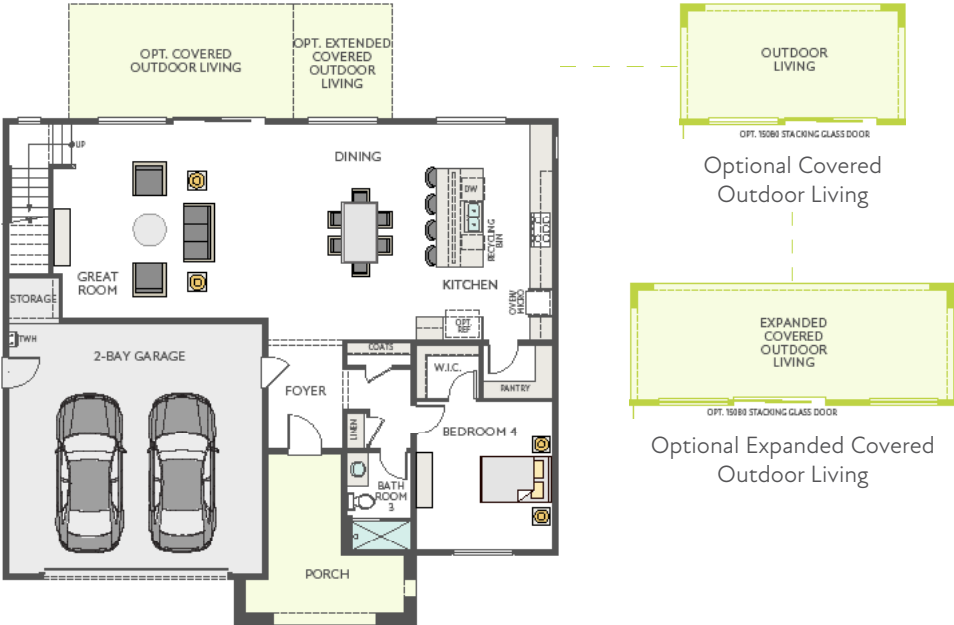 OPT. COVERED
OUTDOOR LIVING
OPT. EXTENDED
COVERED
OUTDOOR
LIVING
OUTDOOR
LIVING
OPT. 15080 STACKING GLASS DOOR
Optional Covered
Outdoor Living
UP
DINING
DW
RECYCLING
BIN
GREAT
ROOM
KITCHEN
STORAGE
OVEN/
MICRO
OPT.
REF
TWH
2-BAY GARAGE
COATS
W.I.C.
PANTRY
FOYER
LINEN
BEDROOM 4
BATH
ROOM
3
PORCH
EXPANDED
COVERED
OUTDOOR
LIVING
OPT. 15080 STACKING GLASS DOOR
Optional Expanded Covered
Outdoor Living